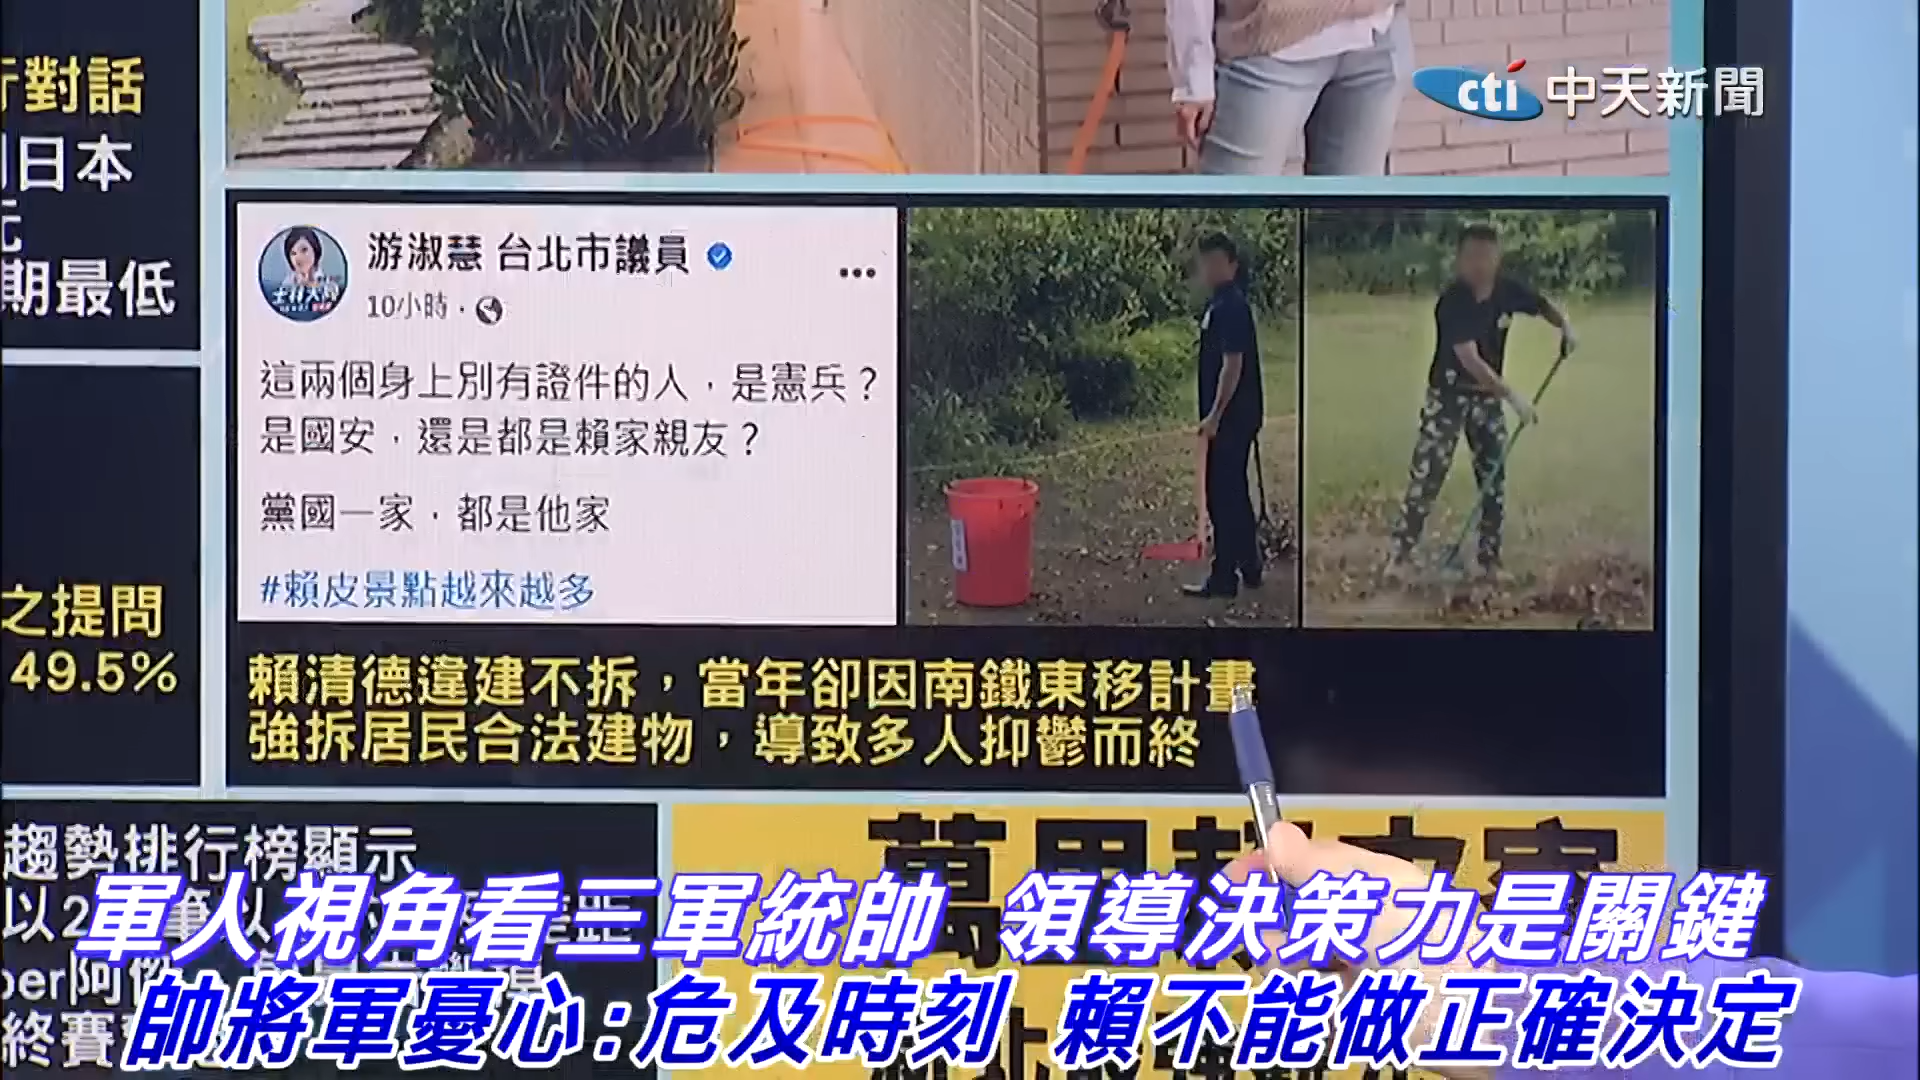 cti 中天新聞
對話
日本
元
期最低
之提問
49.5%
游淑慧 台北市議員
10小時
這兩個身上別有證件的人，是憲兵？
是國安，還是都是賴家親友？
黨國一家，都是他家
#賴皮景點越來越多
賴清德違建不拆，當年卻因南鐵東移計畫
強拆居民合法建物，導致多人抑鬱而終
趨勢排行榜顯示
終賽
軍人視角看三軍統帥 領導決策力是關鍵
帥將軍憂心:危及時刻 賴不能做正確決定